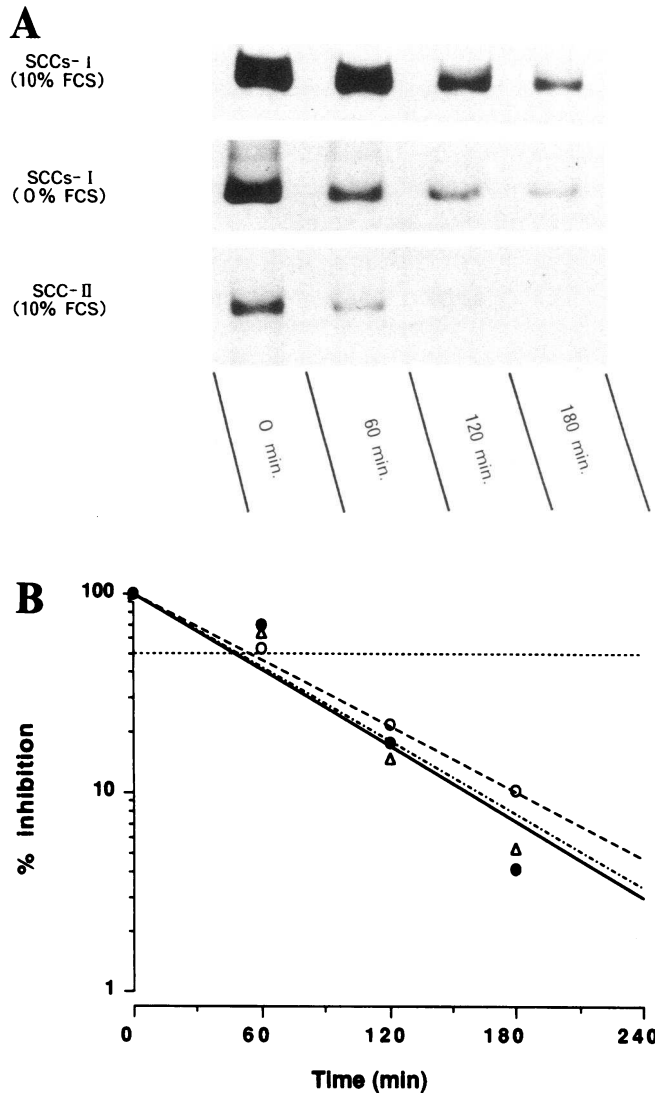 A
SCCs-I
(10% FCS)
SCCs-I
(0% FCS)
SCC-II
(10% FCS)
0 min.
60 min.
120 min.
180 min.
B
100
10
1
% inhibition
0
60
120
180
240
Time (min)